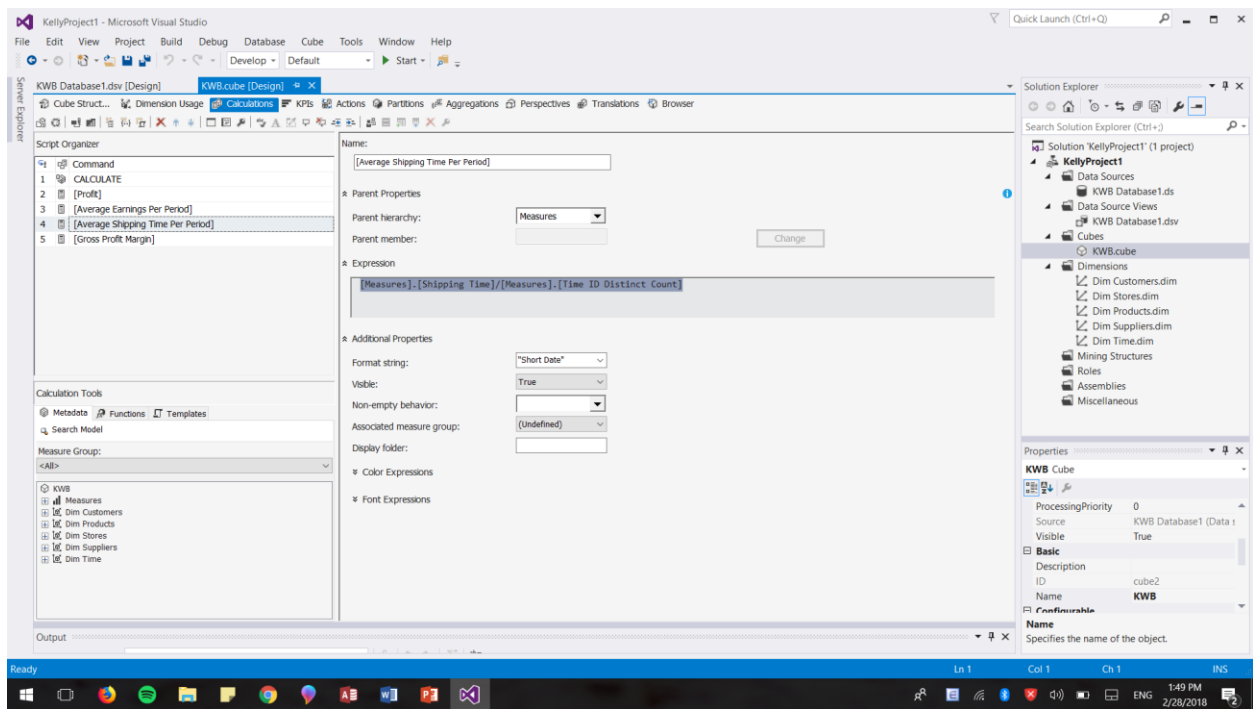 KellyProject1 - Microsoft Visual Studio
Quick Launch (Ctrl+Q)
File Edit View Project Build Debug Database Cube Tools Window Help
Develop Default Start
Server Explorer
KWB Database1.dsv [Design] KWB.cube [Design]
Cube Struct... Dimension Usage Calculations KPIs Actions Partitions Aggregations Perspectives Translations Browser
Script Organizer
Command
1 CALCULATE
2 [Profit]
3 [Average Earnings Per Period]
4 [Average Shipping Time Per Period]
5 [Gross Profit Margin]
Calculation Tools
Metadata Functions Templates
Search Model
Measure Group:
<All>
KWB
Measures
Dim Customers
Dim Products
Dim Stores
Dim Suppliers
Dim Time
Name:
[Average Shipping Time Per Period]
Parent Properties
Parent hierarchy: Measures
Parent member: Change
Expression
[Measures].[Shipping Time]/[Measures].[Time ID Distinct Count]
Additional Properties
Format string: "Short Date"
Visible: True
Non-empty behavior:
Associated measure group: (Undefined)
Display folder:
Color Expressions
Font Expressions
Output
Solution Explorer
Search Solution Explorer (Ctrl+;)
Solution 'KellyProject1' (1 project)
KellyProject1
Data Sources
KWB Database1.ds
Data Source Views
KWB Database1.dsv
Cubes
KWB.cube
Dimensions
Dim Customers.dim
Dim Stores.dim
Dim Products.dim
Dim Suppliers.dim
Dim Time.dim
Mining Structures
Roles
Assemblies
Miscellaneous
Properties
KWB Cube
ProcessingPriority 0
Source KWB Database1 (Data s
Visible True
Basic
Description
ID cube2
Name KWB
Configurable
Name
Specifies the name of the object.
Ready Ln 1 Col 1 Ch 1 INS
ENG
1:49 PM
2/28/2018